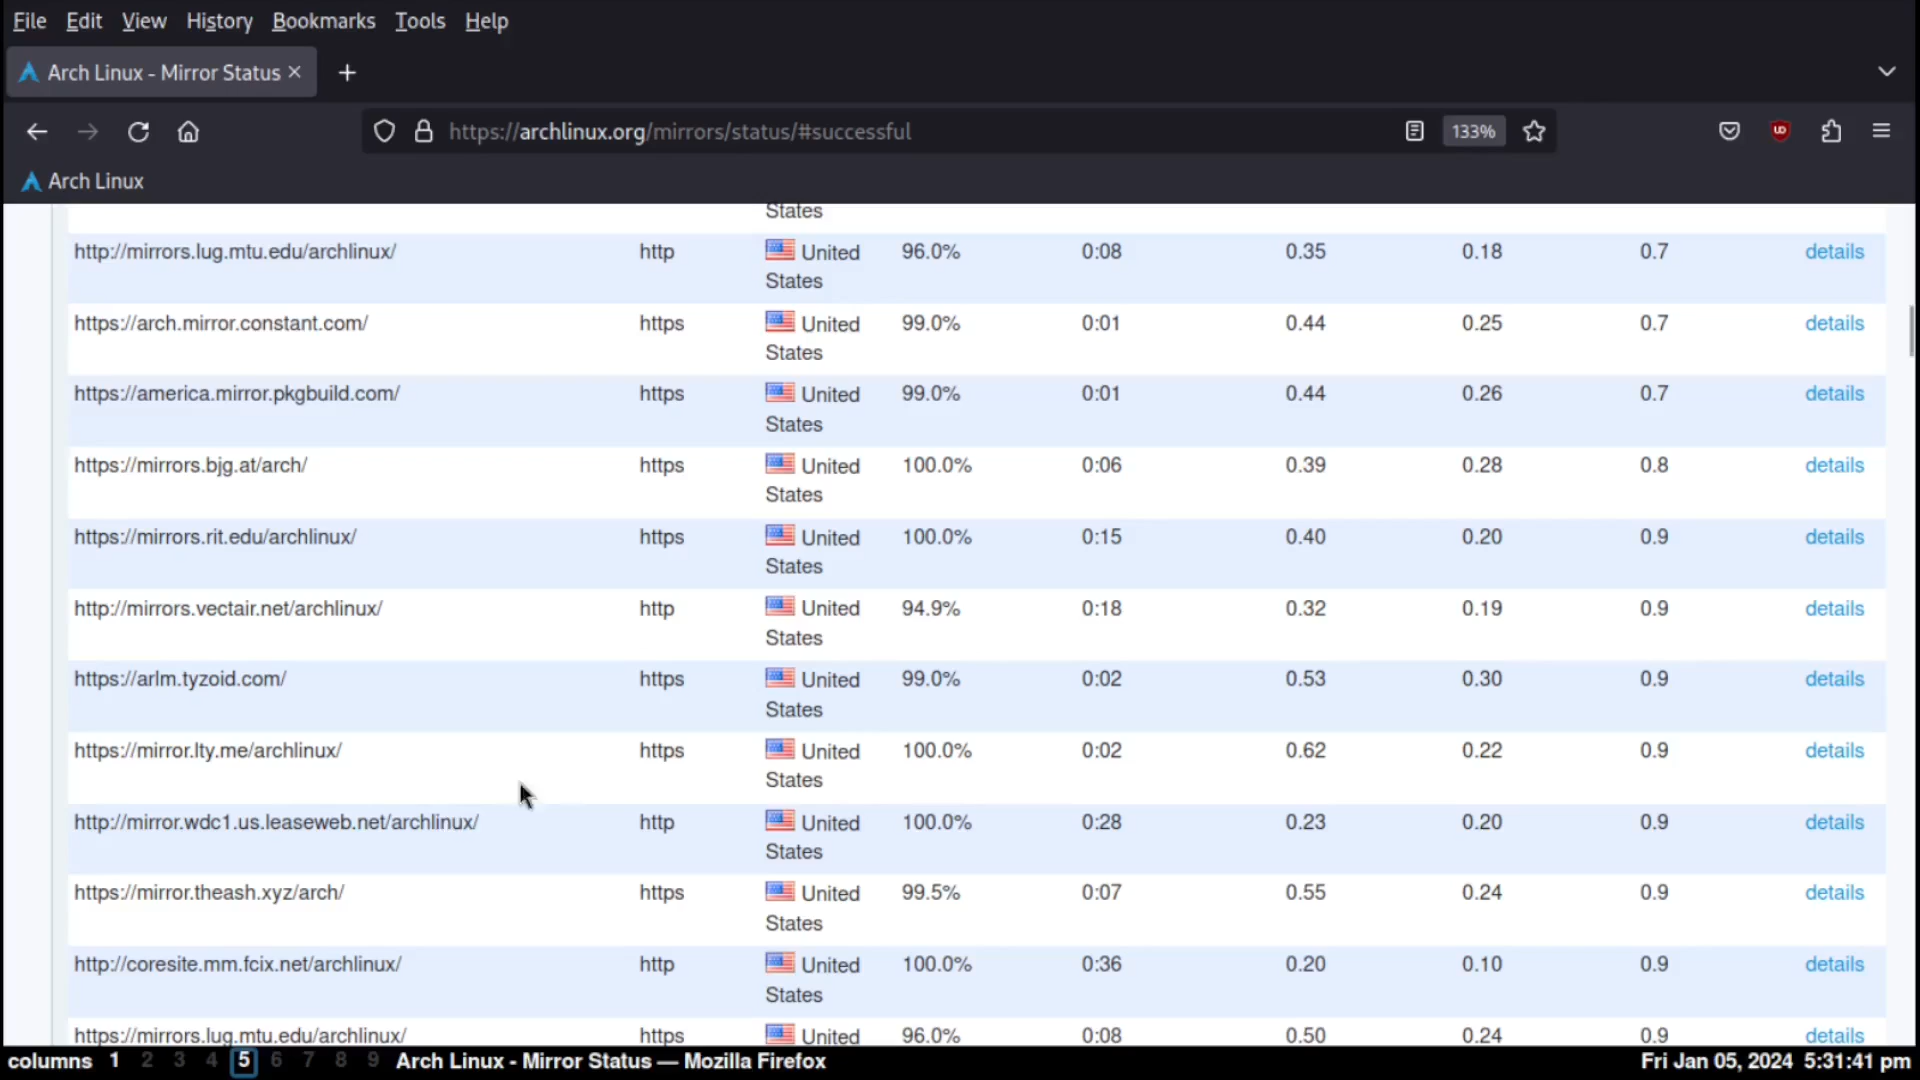 File Edit View History Bookmarks Tools Help
Arch Linux - Mirror Status
https://archlinux.org/mirrors/status/#successful 133%
Arch Linux
States
http://mirrors.lug.mtu.edu/archlinux/ http United States 96.0% 0:08 0.35 0.18 0.7 details
https://arch.mirror.constant.com/ https United States 99.0% 0:01 0.44 0.25 0.7 details
https://america.mirror.pkgbuild.com/ https United States 99.0% 0:01 0.44 0.26 0.7 details
https://mirrors.bjg.at/arch/ https United States 100.0% 0:06 0.39 0.28 0.8 details
https://mirrors.rit.edu/archlinux/ https United States 100.0% 0:15 0.40 0.20 0.9 details
http://mirrors.vectair.net/archlinux/ http United States 94.9% 0:18 0.32 0.19 0.9 details
https://arlm.tyzoid.com/ https United States 99.0% 0:02 0.53 0.30 0.9 details
https://mirror.lty.me/archlinux/ https United States 100.0% 0:02 0.62 0.22 0.9 details
http://mirror.wdc1.us.leaseweb.net/archlinux/ http United States 100.0% 0:28 0.23 0.20 0.9 details
https://mirror.theash.xyz/arch/ https United States 99.5% 0:07 0.55 0.24 0.9 details
http://coresite.mm.fcix.net/archlinux/ http United States 100.0% 0:36 0.20 0.10 0.9 details
https://mirrors.lug.mtu.edu/archlinux/ https United 96.0% 0:08 0.50 0.24 0.9 details
columns 1 2 3 4 5 6 7 8 9 Arch Linux - Mirror Status — Mozilla Firefox Fri Jan 05, 2024 5:31:41 pm